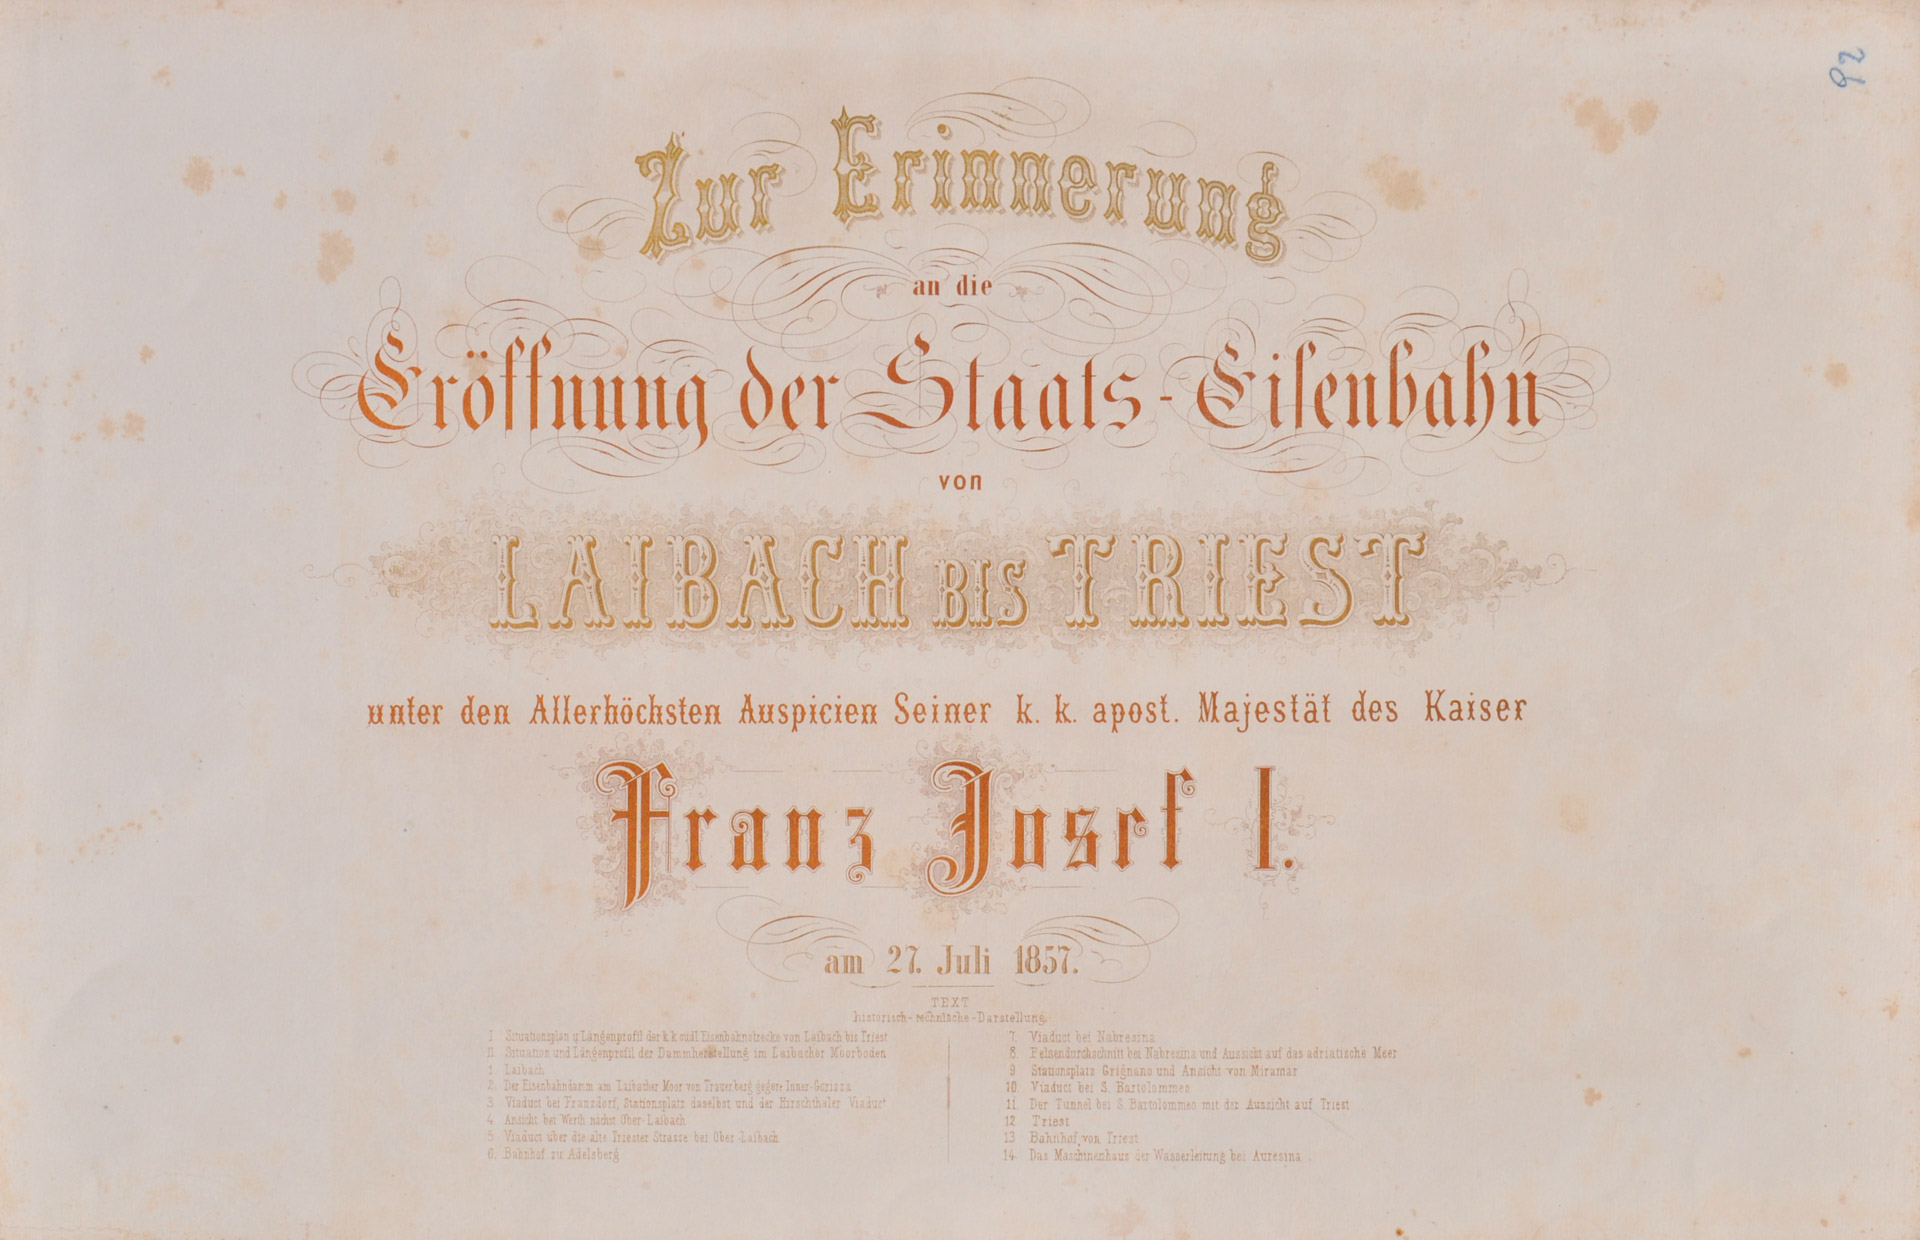 92
Zur Erinnerung
an die
Eröffnung der Staats-Eisenbahn
von
LAIBACH BIS TRIEST
unter den Allerhöchsten Auspicien Seiner k. k. apost. Majestät des Kaiser
Franz Josef I.
am 27. Juli 1857.
TEXT
historisch-technische-Darstellung.
I. Situationsplan u Längenprofil der k k südl Eisenbahnstrecke von Laibach bis Triest
II. Situation und Längenprofil der Dammherstellung im Laibacher Moorboden
1. Laibach
2. Der Eisenbahndamm am Laibacher Moor von Trauerberg gegen Inner-Goriza
3. Viaduct bei Franzdorf, Stationsplatz daselbst und der Hirschthaler Viaduct
4. Ansicht bei Werth nächst Ober-Laibach
5. Viaduct über die alte Triester Strasse bei Ober-Laibach
6. Bahnhof zu Adelsberg
7. Viaduct bei Nabresina
8. Felsendurchschnitt bei Nabresina und Aussicht auf das adriatische Meer
9 Stationsplatz Grignano und Ansicht von Miramar
10. Viaduct bei S. Bartolommeo
11. Der Tunnel bei S. Bartolommeo mit der Aussicht auf Triest
12 Triest
13 Bahnhof von Triest
14. Das Maschinenhaus der Wasserleitung bei Auresina